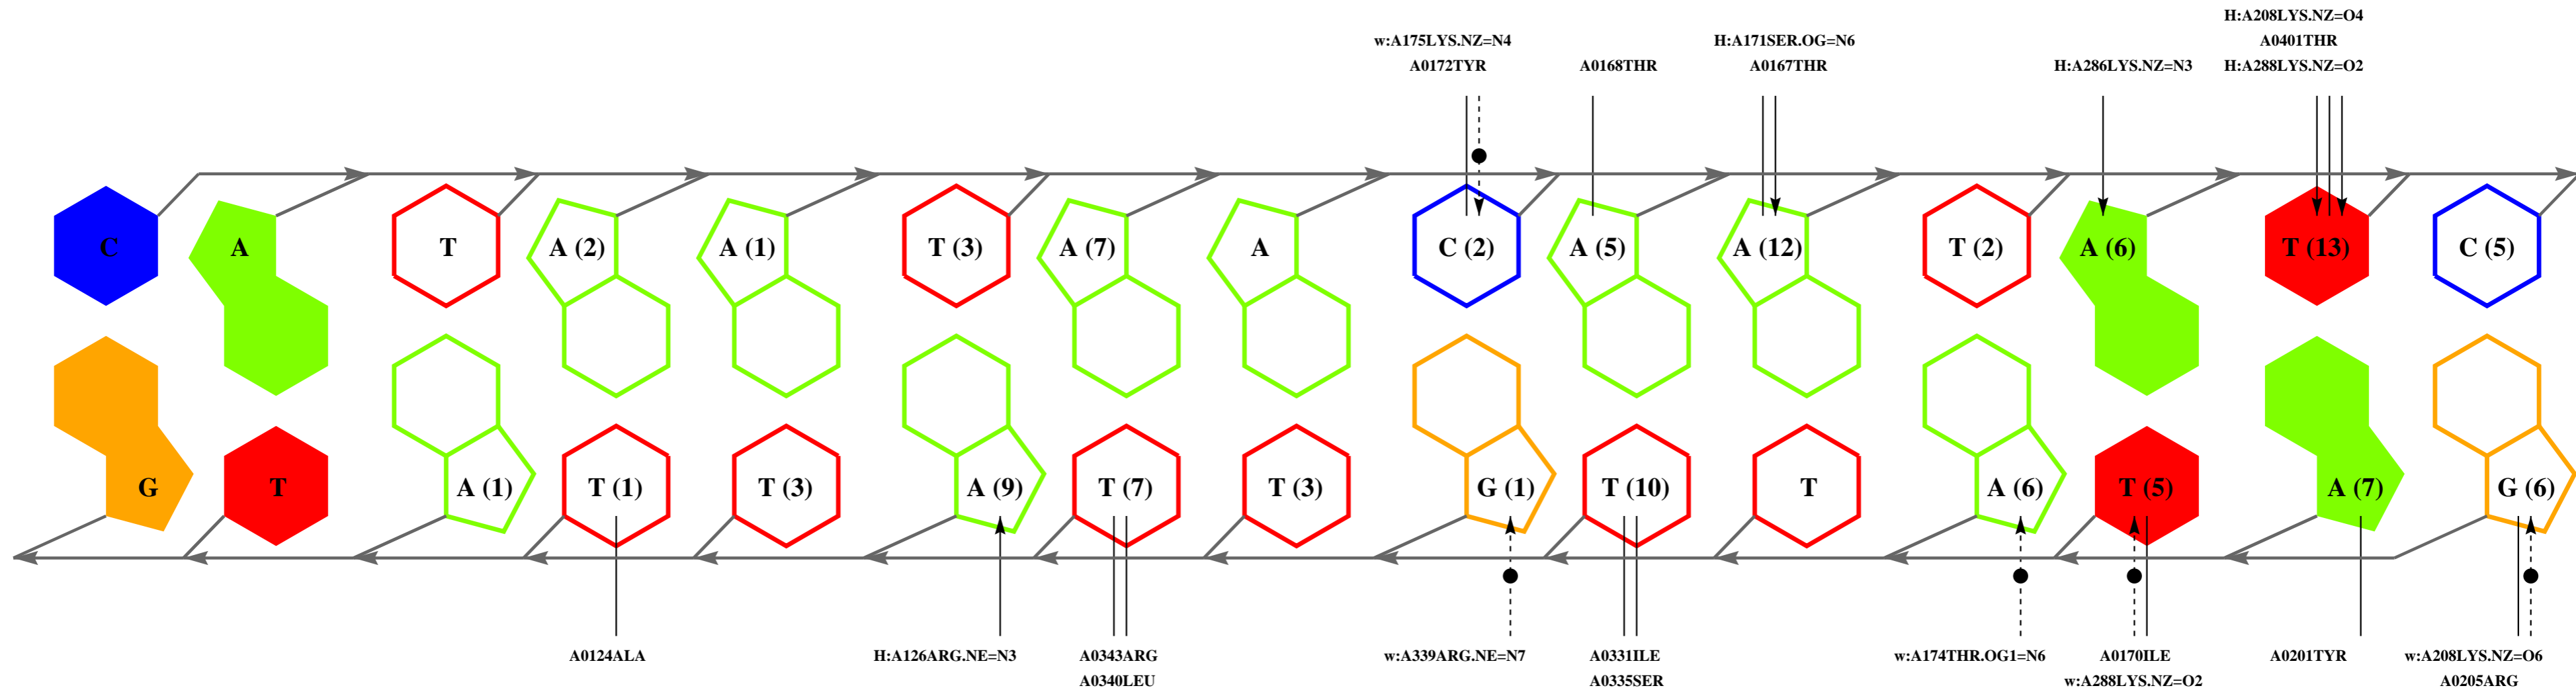 H:A208LYS.NZ=O4
w:A175LYS.NZ=N4 H:A171SER.OG=N6 A0401THR
A0172TYR A0168THR A0167THR H:A286LYS.NZ=N3 H:A288LYS.NZ=O2
C A T A (2) A (1) T (3) A (7) A C (2) A (5) A (12) T (2) A (6) T (13) C (5)
G T A (1) T (1) T (3) A (9) T (7) T (3) G (1) T (10) T A (6) T (5) A (7) G (6)
A0124ALA H:A126ARG.NE=N3 A0343ARG w:A339ARG.NE=N7 A0331ILE w:A174THR.OG1=N6 A0170ILE A0201TYR w:A208LYS.NZ=O6
A0340LEU A0335SER w:A288LYS.NZ=O2 A0205ARG